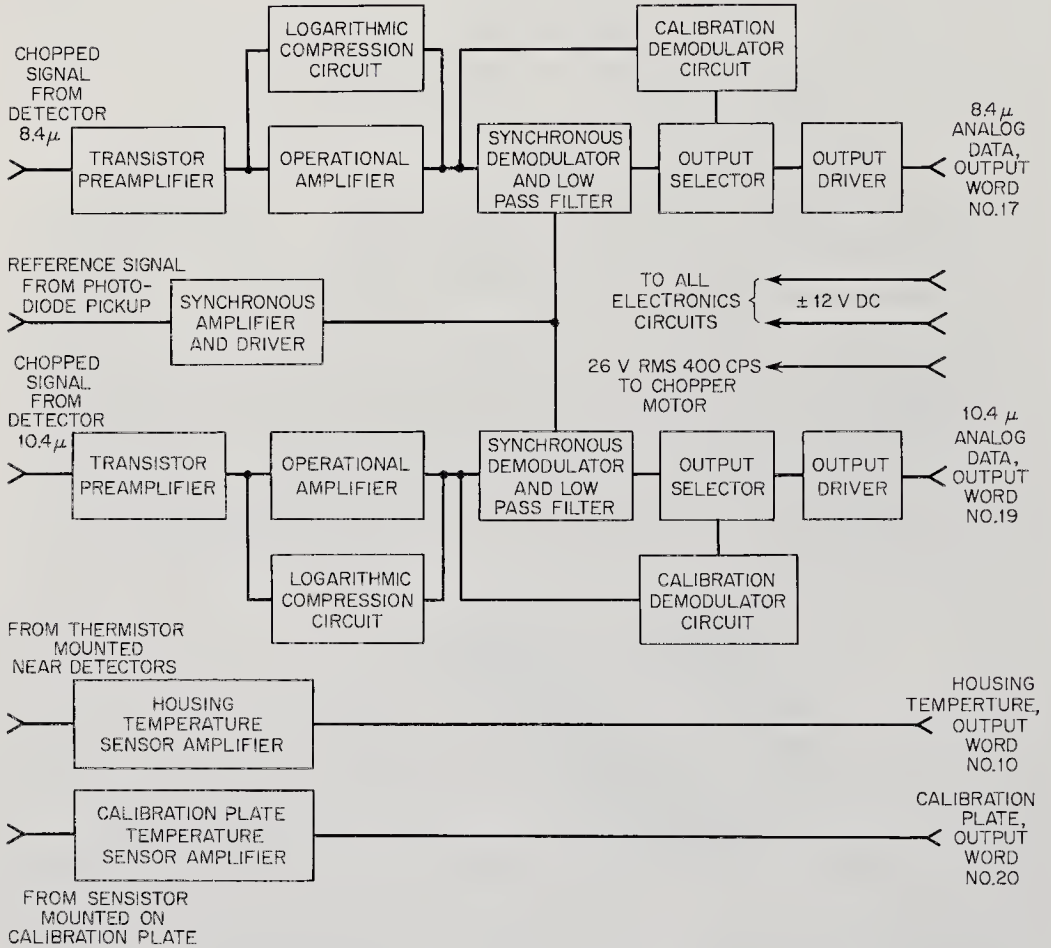 CHOPPED
SIGNAL
FROM
DETECTOR
8.4 μ
TRANSISTOR
PREAMPLIFIER
LOGARITHMIC
COMPRESSION
CIRCUIT
OPERATIONAL
AMPLIFIER
SYNCHRONOUS
DEMODULATOR
AND LOW
PASS FILTER
CALIBRATION
DEMODULATOR
CIRCUIT
OUTPUT
SELECTOR
OUTPUT
DRIVER
8.4 μ
ANALOG
DATA,
OUTPUT
WORD
NO.17
REFERENCE SIGNAL
FROM PHOTO-
DIODE PICKUP
SYNCHRONOUS
AMPLIFIER
AND DRIVER
TO ALL
ELECTRONICS
CIRCUITS
± 12 V DC
26 V RMS 400 CPS
TO CHOPPER
MOTOR
CHOPPED
SIGNAL
FROM
DETECTOR
10.4 μ
TRANSISTOR
PREAMPLIFIER
OPERATIONAL
AMPLIFIER
LOGARITHMIC
COMPRESSION
CIRCUIT
SYNCHRONOUS
DEMODULATOR
AND LOW
PASS FILTER
OUTPUT
SELECTOR
CALIBRATION
DEMODULATOR
CIRCUIT
OUTPUT
DRIVER
10.4 μ
ANALOG
DATA,
OUTPUT
WORD
NO.19
FROM THERMISTOR
MOUNTED
NEAR DETECTORS
HOUSING
TEMPERATURE
SENSOR AMPLIFIER
HOUSING
TEMPERTURE,
OUTPUT
WORD
NO.10
CALIBRATION PLATE
TEMPERATURE
SENSOR AMPLIFIER
CALIBRATION
PLATE,
OUTPUT
WORD
NO.20
FROM SENSISTOR
MOUNTED ON
CALIBRATION PLATE